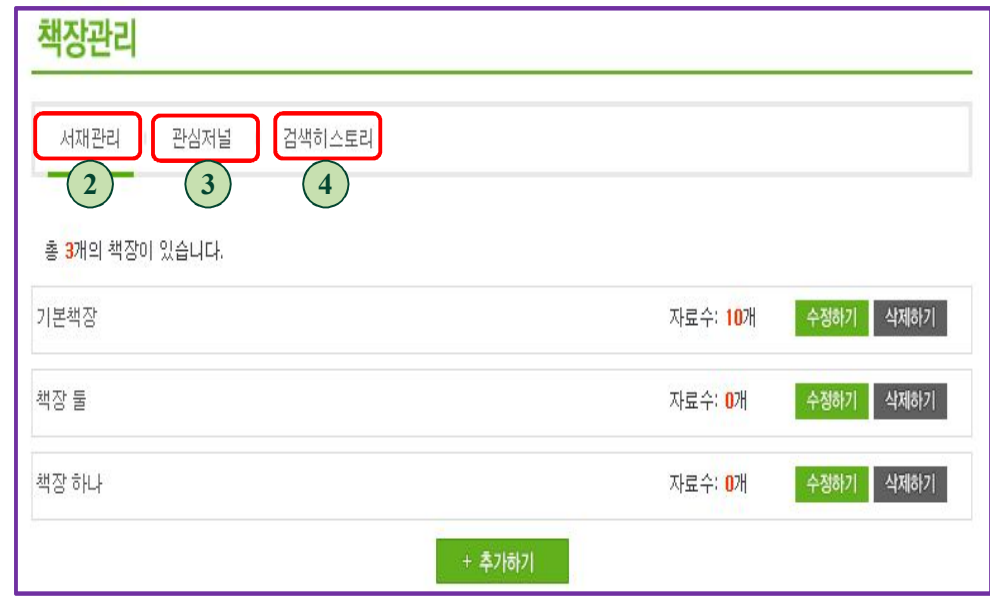 책장관리
서재관리 관심저널 검색히스토리
2 3 4
총 3개의 책장이 있습니다.
기본책장 자료수: 10개 수정하기 삭제하기
책장 둘 자료수: 0개 수정하기 삭제하기
책장 하나 자료수: 0개 수정하기 삭제하기
+ 추가하기